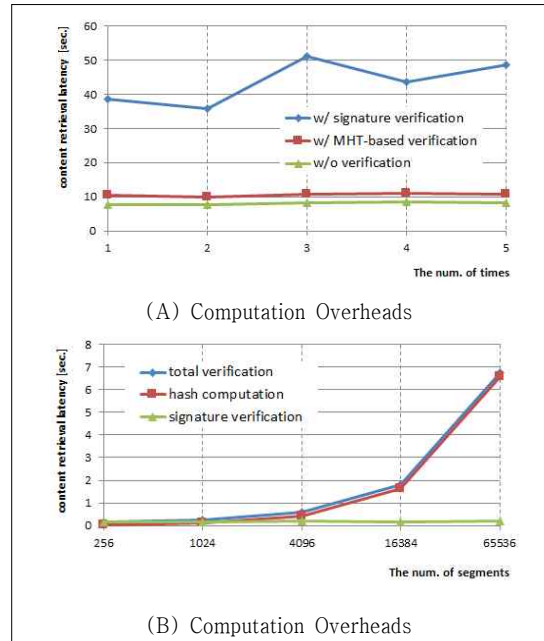 60
50
40
30
20
10
0
content retrieval latency [sec.]
w/ signature verification
w/ MHT-based verification
w/o verification
1 2 3 4 5
The num. of times
(A) Computation Overheads
8
7
6
5
4
3
2
1
0
content retrieval latency [sec.]
total verification
hash computation
signature verification
256 1024 4096 16384 65536
The num. of segments
(B) Computation Overheads